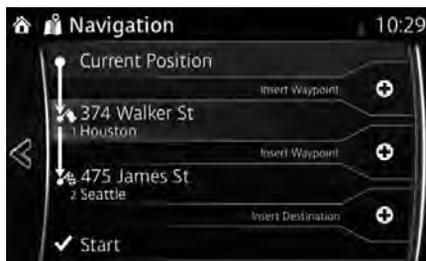 Navigation 10:29
Current Position
Insert Waypoint
374 Walker St
1 Houston
Insert Waypoint
475 James St
2 Seattle
Insert Destination
Start